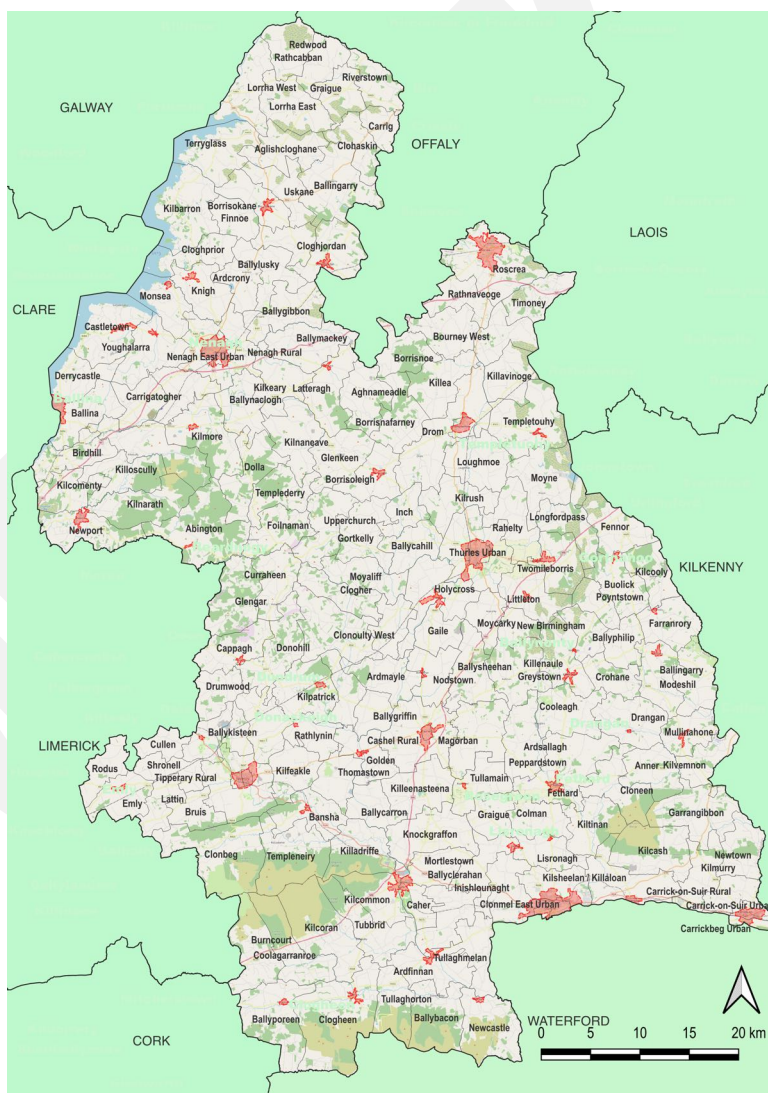 Redwood
Rathcabban
Riverstown
Lorrha West
Graigue
Lorrha East
GALWAY
Carrig
Terryglass
OFFALY
Aglishcloghane
Clohaskin
Uskane
Ballingarry
Kilbarron
Borrisokane
Finnoe
LAOIS
Cloghprior
Cloghjordan
Ballylusky
Roscrea
Ardcrony
Monsea
Knigh
Rathnaveoge
Timoney
CLARE
Ballygibbon
Castletown
Bourney West
Youghalarra
Ballymackey
Nenagh East Urban
Nenagh Rural
Borrisnoe
Derrycastle
Killea
Killavinoge
Kilkeary
Latteragh
Aghnameadle
Carrigatogher
Ballynaclogh
Ballina
Borrisnafarney
Templetouhy
Drom
Kilmore
Kilnaneave
Birdhill
Glenkeen
Loughmoe
Killoscully
Dolla
Borrisoleigh
Moyne
Kilcomenty
Templederry
Kilrush
Kilnarath
Inch
Longfordpass
Newport
Abington
Foilnaman
Upperchurch
Rahelty
Fennor
Gortkelly
Ballycahill
Thurles Urban
KILKENNY
Curraheen
Moyaliff
Twomileborris
Kilcooly
Clogher
Holycross
Buolick
Poyntstown
Glengar
Littleton
Farranrory
Clonoulty West
Gaile
Moycarky
New Birmingham
Cappagh
Donohill
Ballyphilip
Ballysheehan
Killenaule
Ballingarry
Drumwood
Ardmayle
Nodstown
Greystown
Crohane
Modeshil
Kilpatrick
Cooleagh
Ballygriffin
Drangan
LIMERICK
Cullen
Ballykisteen
Rathlynin
Cashel Rural
Magorban
Mullinahone
Shronell
Golden
Ardsallagh
Rodus
Kilfeakle
Thomastown
Peppardstown
Anner
Kilvemnon
Tipperary Rural
Tullamain
Emly
Lattin
Killeenasteena
Fethard
Cloneen
Bruis
Bansha
Ballycarron
Graigue
Colman
Garrangibbon
Knockgraffon
Kiltinan
Clonbeg
Templeneiry
Killadriffe
Kilcash
Newtown
Mortlestown
Lisronagh
Ballyclerahan
Kilmurry
Inishlounaght
Kilsheelan
Killaloan
Kilcommon
Caher
Clonmel East Urban
Carrick-on-Suir Rural
Carrick-on-Suir Urba
Kilcoran
Tubbrid
Carrickbeg Urban
Burncourt
Coolagarranroe
Tullaghmelan
Ardfinnan
Tullaghorton
Ballyporeen
Clogheen
Ballybacon
Newcastle
WATERFORD
CORK
0 5 10 15 20 km